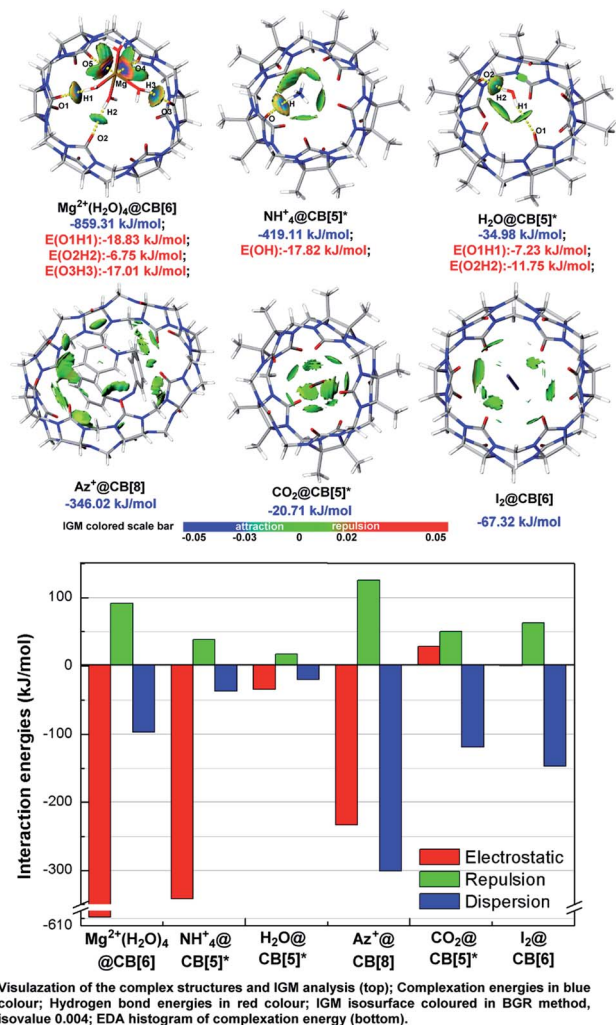 O5
O4
Mg
O1
H1
H3
O3
H2
O2
H
O
O2
H2
H1
O1
Mg²⁺(H₂O)₄@CB[6]
-859.31 kJ/mol;
E(O1H1):-18.83 kJ/mol;
E(O2H2):-6.75 kJ/mol;
E(O3H3):-17.01 kJ/mol;
NH⁺₄@CB[5]*
-419.11 kJ/mol;
E(OH):-17.82 kJ/mol;
H₂O@CB[5]*
-34.98 kJ/mol;
E(O1H1):-7.23 kJ/mol;
E(O2H2):-11.75 kJ/mol;
Az⁺@CB[8]
-346.02 kJ/mol
CO₂@CB[5]*
-20.71 kJ/mol
I₂@CB[6]
-67.32 kJ/mol
IGM colored scale bar
attraction repulsion
-0.05 -0.03 0 0.02 0.05
Interaction energies (kJ/mol)
100
0
-100
-200
-300
-610
Electrostatic
Repulsion
Dispersion
Mg²⁺(H₂O)₄ NH⁺₄@ H₂O@ Az⁺@ CO₂@ I₂@
@CB[6] CB[5]* CB[5]* CB[8] CB[5]* CB[6]
Visulazation of the complex structures and IGM analysis (top); Complexation energies in blue
colour; Hydrogen bond energies in red colour; IGM isosurface coloured in BGR method,
isovalue 0.004; EDA histogram of complexation energy (bottom).